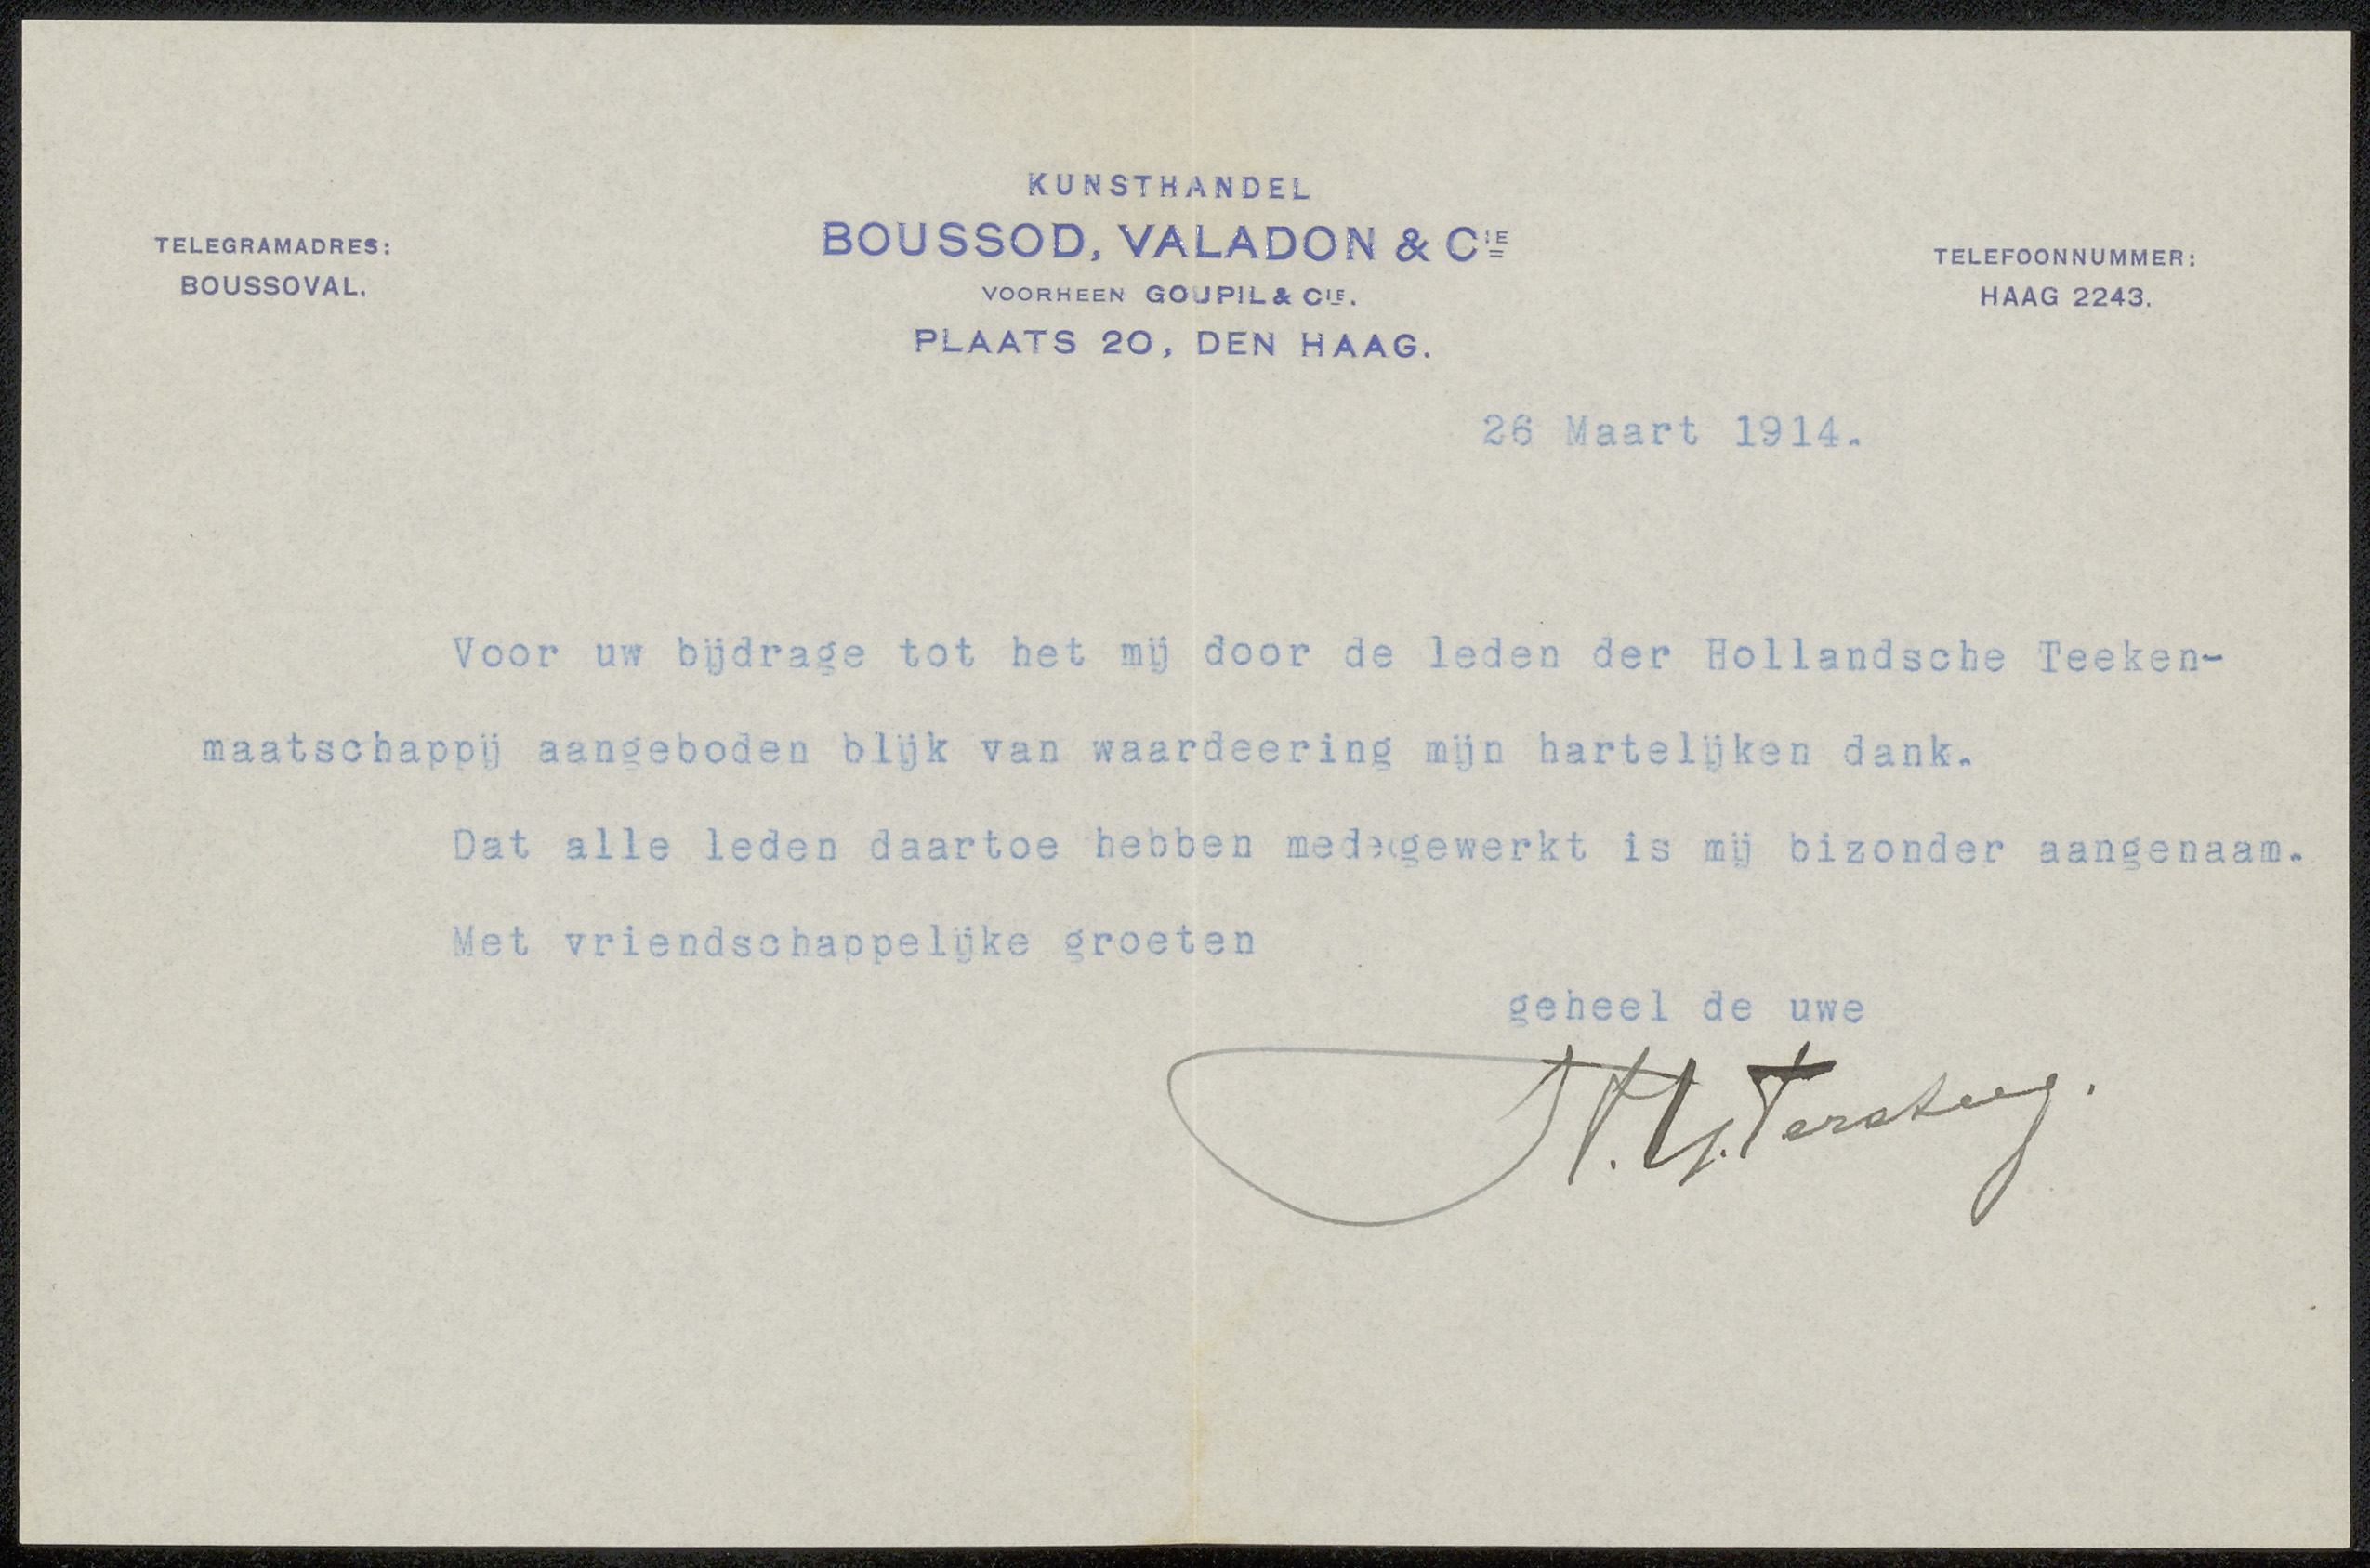 KUNSTHANDEL
BOUSSOD, VALADON & CIE
VOORHEEN GOUPIL & CIE.
PLAATS 20, DEN HAAG.
TELEGRAMADRES:
BOUSSOVAL.
TELEFOONNUMMER:
HAAG 2243.
26 Maart 1914.
Voor uw bijdrage tot het mij door de leden der Hollandsche Teeken-
maatschappij aangeboden blijk van waardeering mijn hartelijken dank.
Dat alle leden daartoe hebben medegewerkt is mij bizonder aangenaam.
Met vriendschappelijke groeten
geheel de uwe
H.G. Tersteeg.